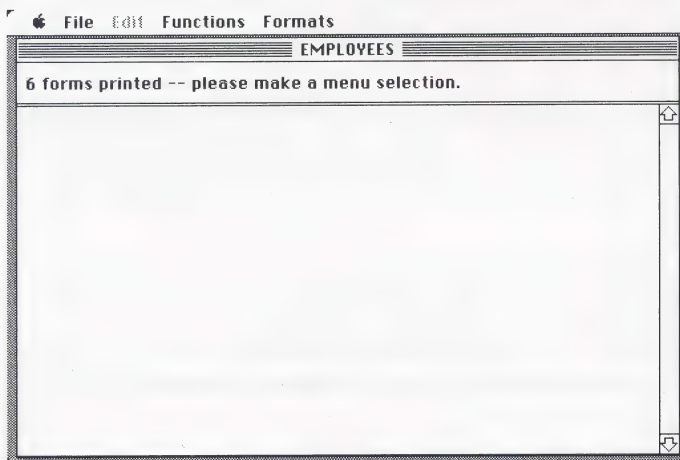 File Edit Functions Formats
EMPLOYEES
6 forms printed -- please make a menu selection.